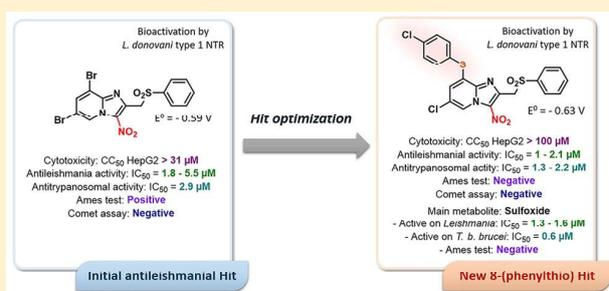 Bioactivation by
L. donovani type 1 NTR
Br
Br
N
N
O2S
NO2
E° = - 0.59 V
Cytotoxicity: CC50 HepG2 > 31 µM
Antileishmania activity: IC50 = 1.8 - 5.5 µM
Antitrypanosomal activity: IC50 = 2.9 µM
Ames test: Positive
Comet assay: Negative
Initial antileishmanial Hit
Hit optimization
Bioactivation by
L. donovani type 1 NTR
Cl
S
Cl
N
N
O2S
NO2
E° = - 0.63 V
Cytotoxicity: CC50 HepG2 > 100 µM
Antileishmanial activity: IC50 = 1 - 2.1 µM
Antitrypanosomal actity: IC50 = 1.3 - 2.2 µM
Ames test: Negative
Comet assay: Negative
Main metabolite: Sulfoxide
- Active on Leishmania: IC50 = 1.3 - 1.6 µM
- Active on T. b. brucei: IC50 = 0.6 µM
- Ames test: Negative
New 8-(phenylthio) Hit